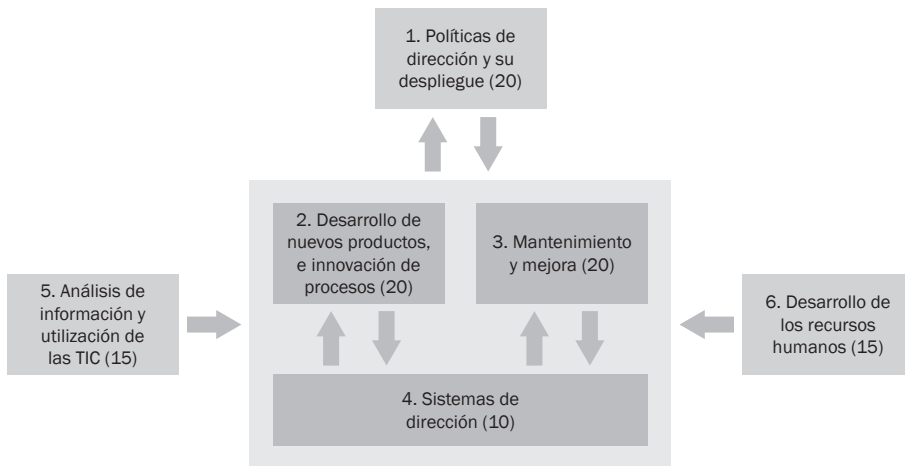 1. Políticas de
dirección y su
despliegue (20)
2. Desarrollo de
nuevos productos,
e innovación de
procesos (20)
3. Mantenimiento
y mejora (20)
5. Análisis de
información y
utilización de
las TIC (15)
6. Desarrollo de
los recursos
humanos (15)
4. Sistemas de
dirección (10)